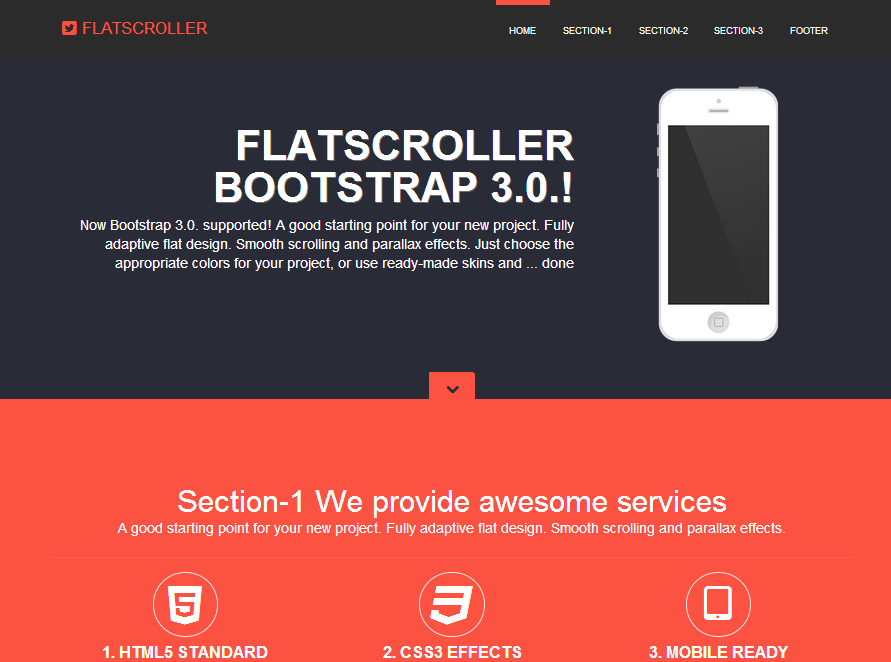 FLATSCROLLER
HOME
SECTION-1
SECTION-2
SECTION-3
FOOTER
FLATSCROLLER
BOOTSTRAP 3.0.!
Now Bootstrap 3.0. supported! A good starting point for your new project. Fully
adaptive flat design. Smooth scrolling and parallax effects. Just choose the
appropriate colors for your project, or use ready-made skins and ... done
Section-1 We provide awesome services
A good starting point for your new project. Fully adaptive flat design. Smooth scrolling and parallax effects.
1. HTML5 STANDARD
2. CSS3 EFFECTS
3. MOBILE READY